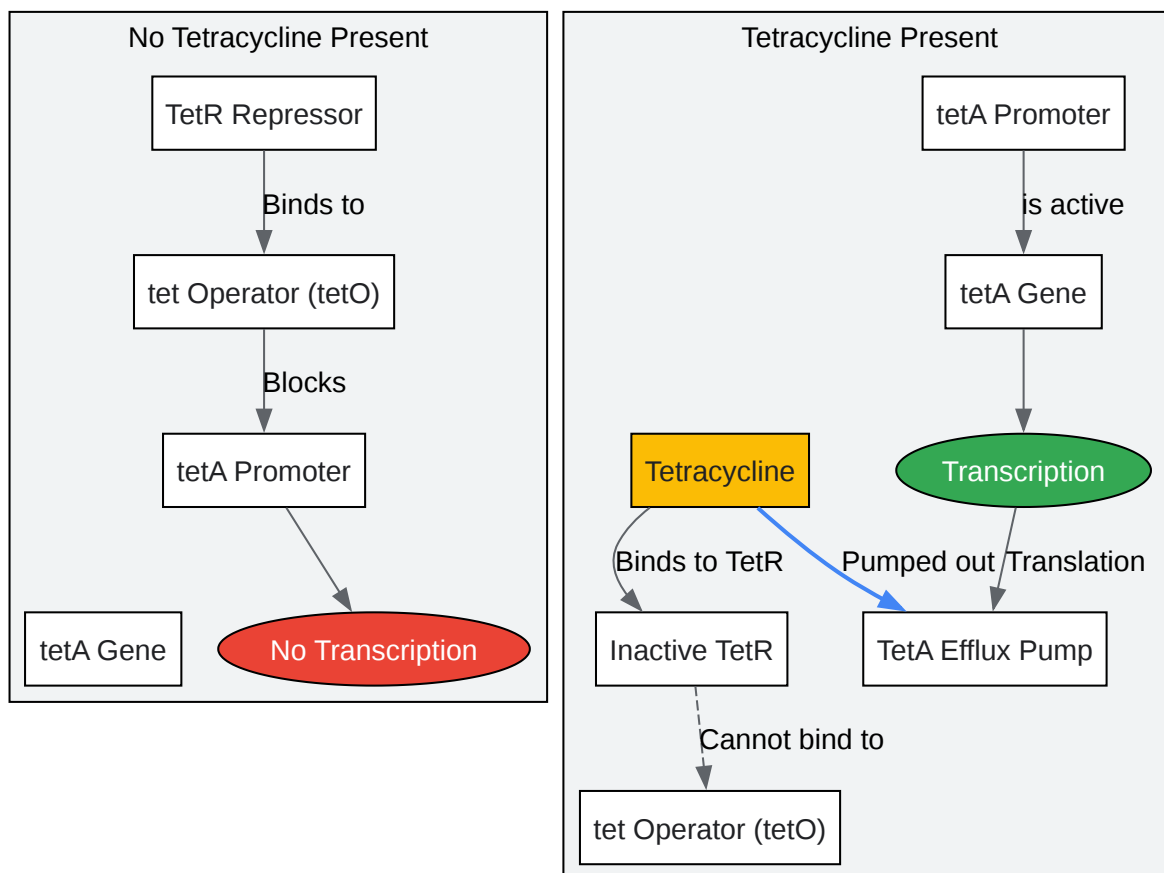 No Tetracycline Present
TetR Repressor
Binds to
tet Operator (tetO)
Blocks
tetA Promoter
tetA Gene
No Transcription
Tetracycline Present
tetA Promoter
is active
tetA Gene
Tetracycline
Transcription
Binds to TetR
Pumped out
Translation
Inactive TetR
TetA Efflux Pump
Cannot bind to
tet Operator (tetO)